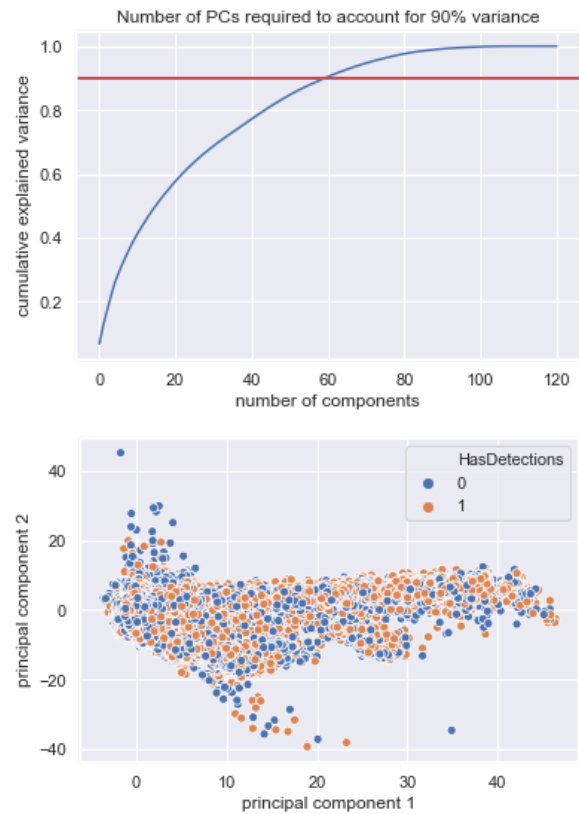 Number of PCs required to account for 90% variance
1.0
0.8
0.6
0.4
0.2
cumulative explained variance
0 20 40 60 80 100 120
number of components
HasDetections
0
1
40
20
0
−20
−40
principal component 2
0 10 20 30 40
principal component 1